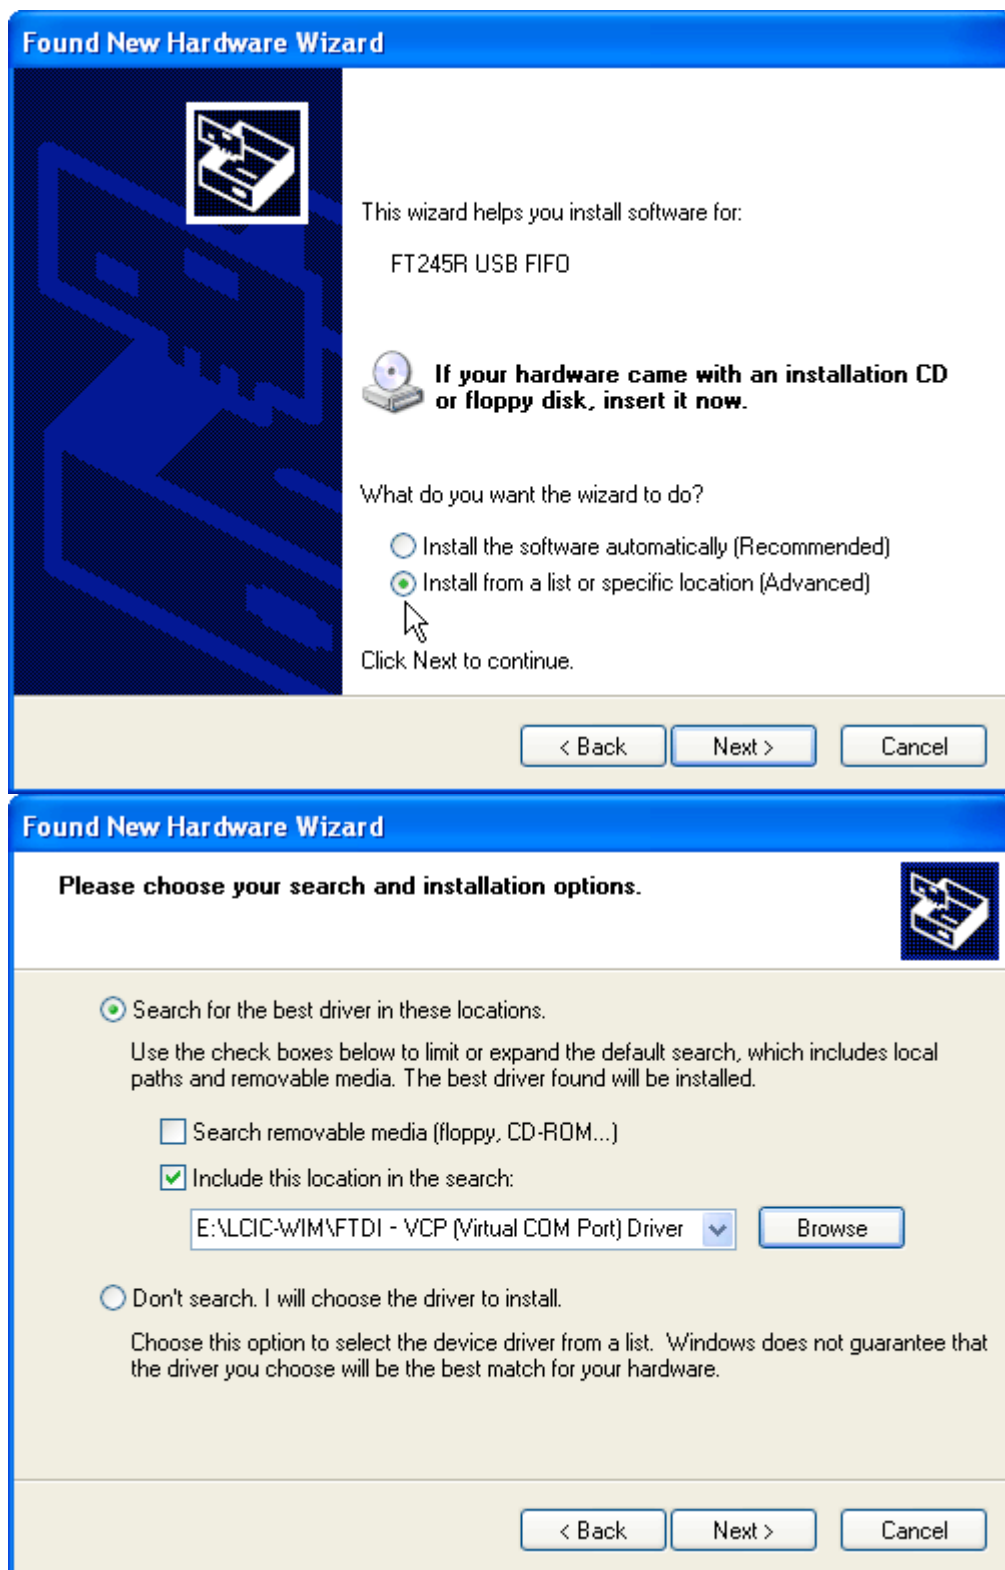 Found New Hardware Wizard
This wizard helps you install software for:
FT245R USB FIFO
If your hardware came with an installation CD
or floppy disk, insert it now.
What do you want the wizard to do?
Install the software automatically (Recommended)
Install from a list or specific location (Advanced)
Click Next to continue.
< Back
Next >
Cancel
Found New Hardware Wizard
Please choose your search and installation options.
Search for the best driver in these locations.
Use the check boxes below to limit or expand the default search, which includes local
paths and removable media. The best driver found will be installed.
Search removable media (floppy, CD-ROM...)
Include this location in the search:
E:\LCIC-WIM\FTDI - VCP (Virtual COM Port) Driver
Browse
Don't search. I will choose the driver to install.
Choose this option to select the device driver from a list.  Windows does not guarantee that
the driver you choose will be the best match for your hardware.
< Back
Next >
Cancel